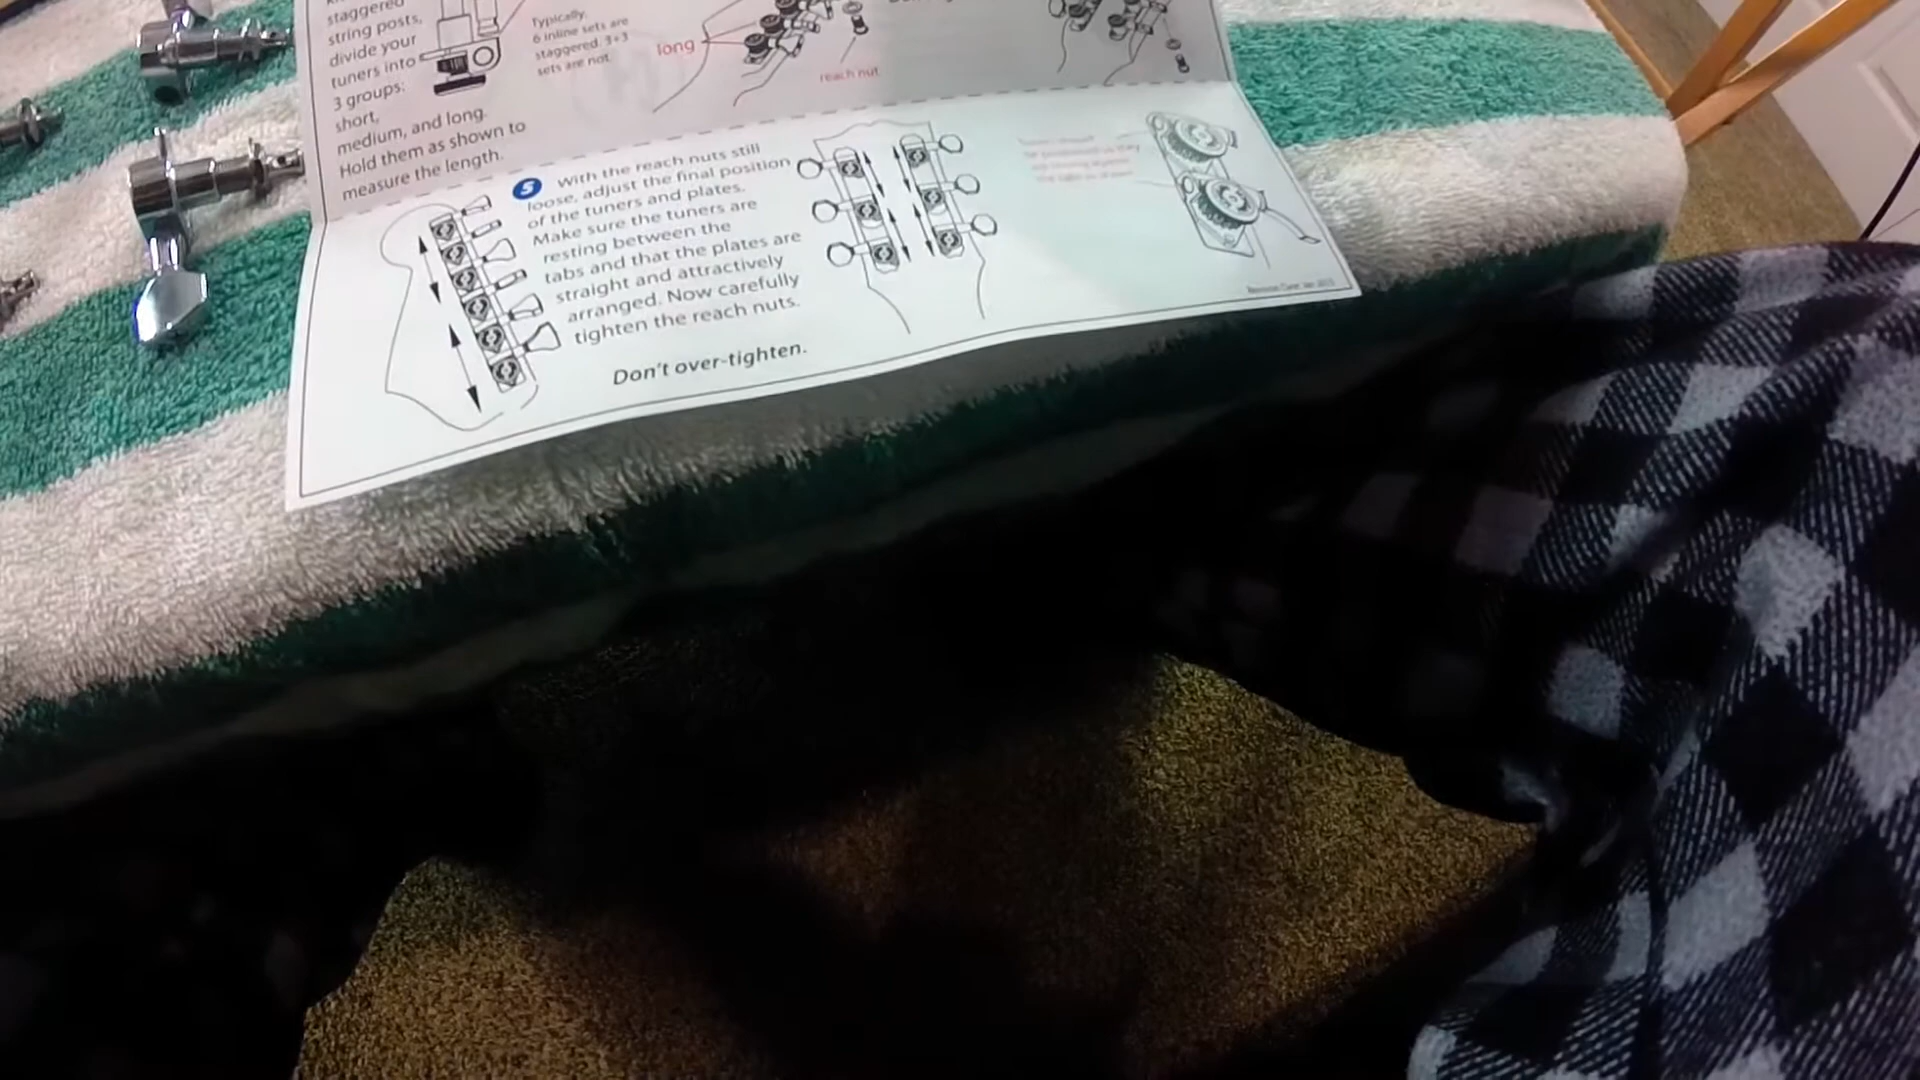 staggered
string posts,
divide your
tuners into
3 groups:
short,
medium, and long.
Hold them as shown to
measure the length.
Typically,
6 inline sets are
staggered. 3+3
sets are not.
long
reach nut
5 With the reach nuts still
loose, adjust the final position
of the tuners and plates.
Make sure the tuners are
resting between the
tabs and that the plates are
straight and attractively
arranged. Now carefully
tighten the reach nuts.
Don't over-tighten.